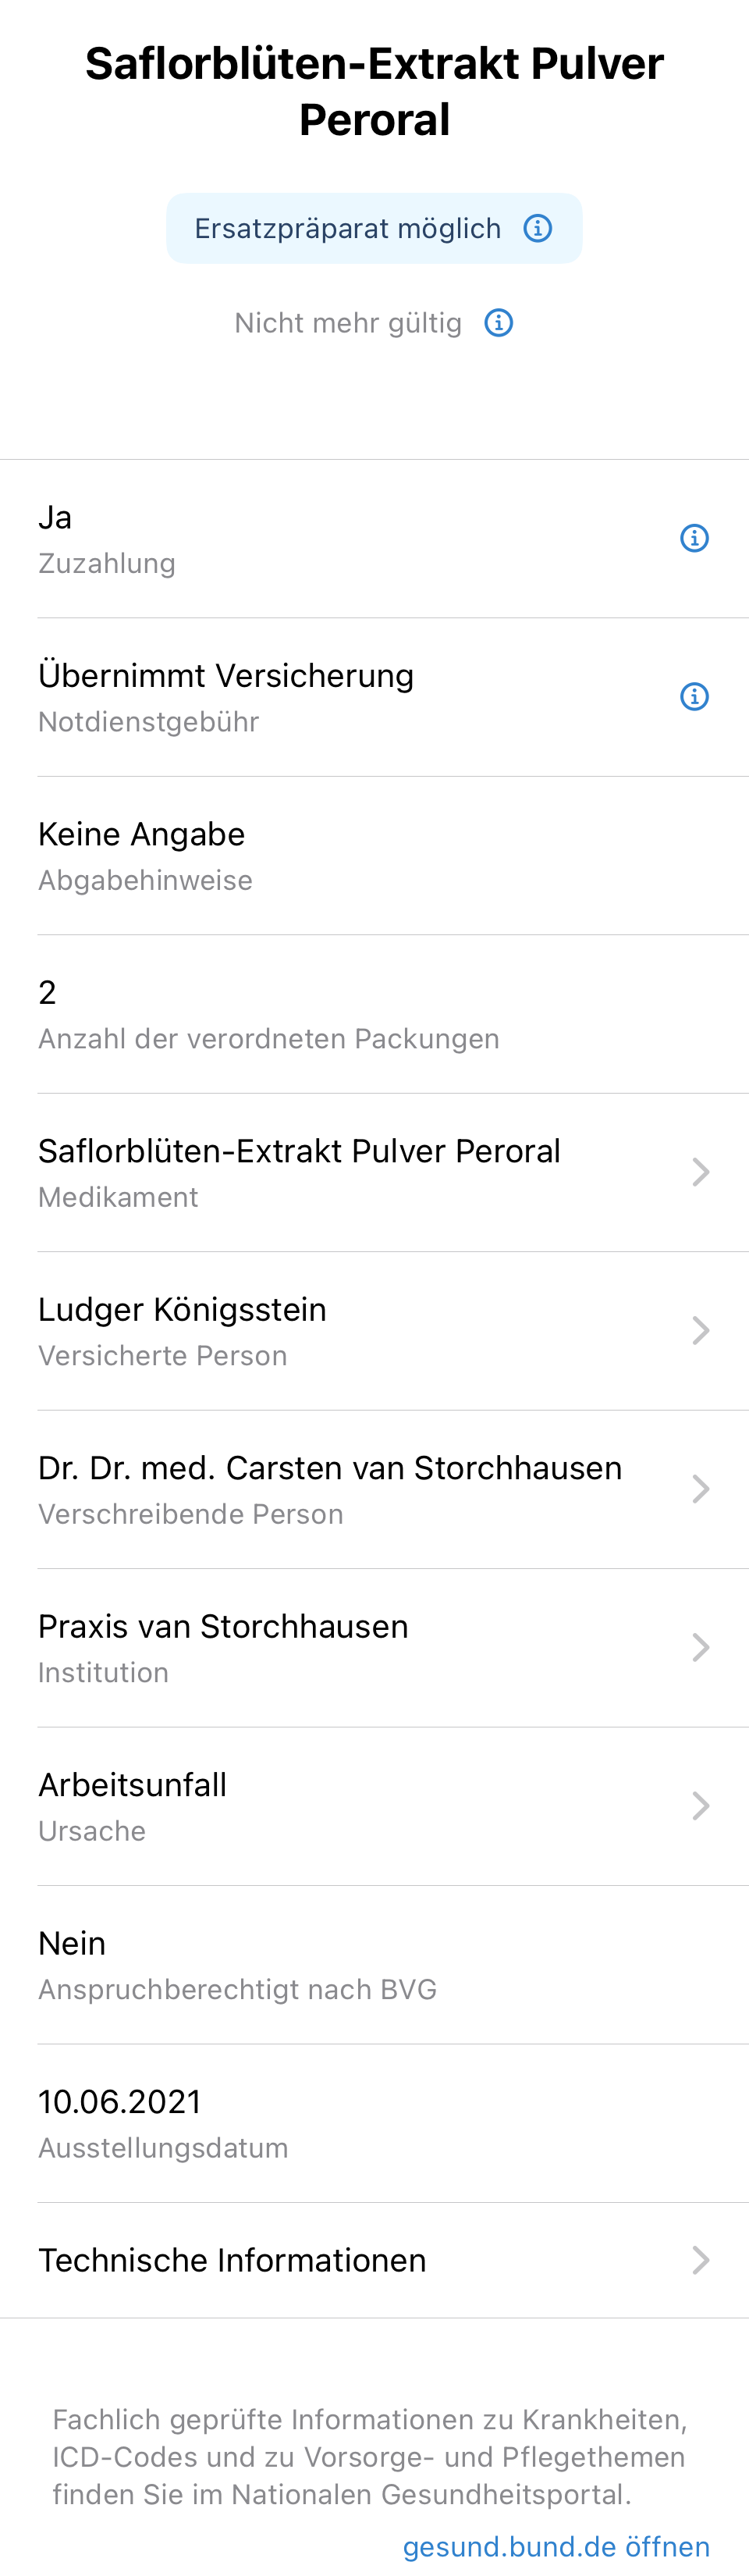 Saflorblüten-Extrakt Pulver
Peroral
Ersatzpräparat möglich
Nicht mehr gültig
Ja
Zuzahlung
Übernimmt Versicherung
Notdienstgebühr
Keine Angabe
Abgabehinweise
2
Anzahl der verordneten Packungen
Saflorblüten-Extrakt Pulver Peroral
Medikament
Ludger Königsstein
Versicherte Person
Dr. Dr. med. Carsten van Storchhausen
Verschreibende Person
Praxis van Storchhausen
Institution
Arbeitsunfall
Ursache
Nein
Anspruchberechtigt nach BVG
10.06.2021
Ausstellungsdatum
Technische Informationen
Fachlich geprüfte Informationen zu Krankheiten,
ICD-Codes und zu Vorsorge- und Pflegethemen
finden Sie im Nationalen Gesundheitsportal.
gesund.bund.de öffnen